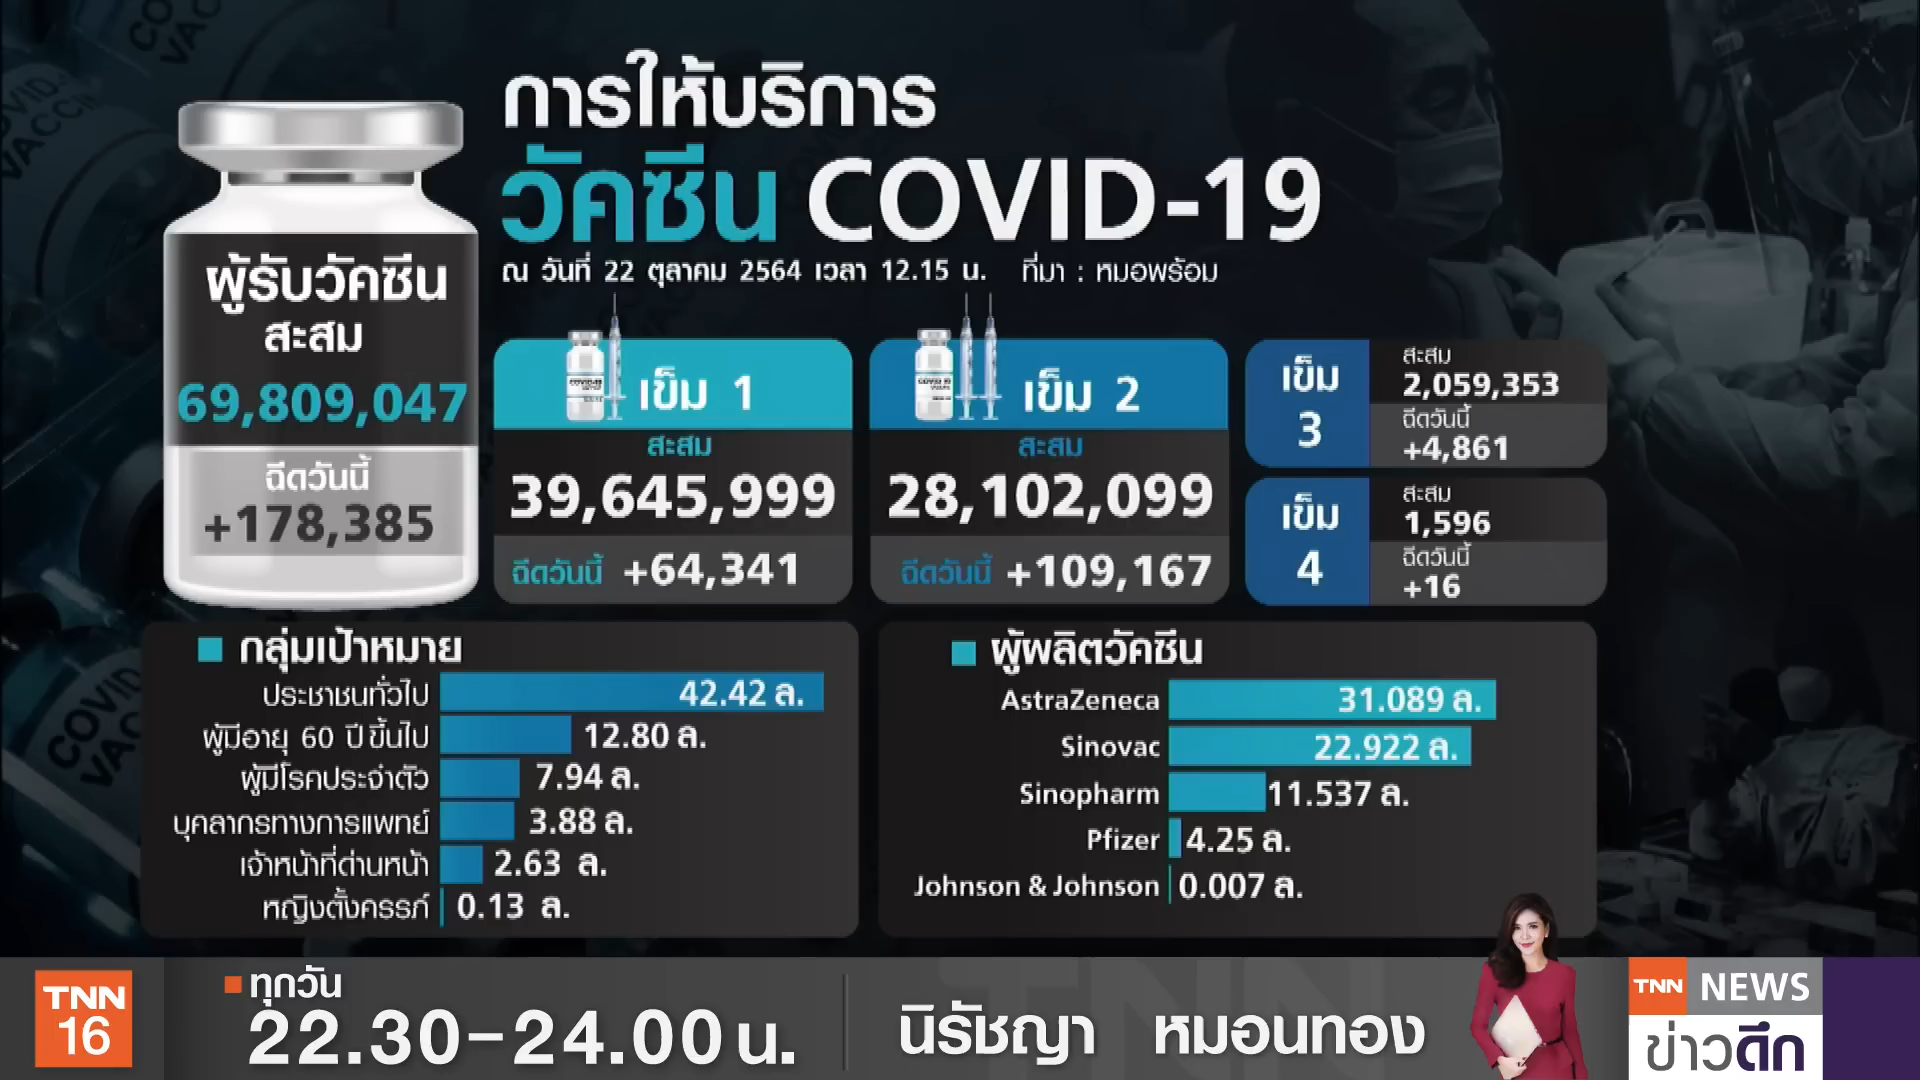 การให้บริการ
วัคซีน COVID-19
ณ วันที่ 22 ตุลาคม 2564 เวลา 12.15 น. ที่มา : หมอพร้อม
ผู้รับวัคซีน
สะสม
69,809,047
ฉีดวันนี้
+178,385
เข็ม 1
สะสม
39,645,999
ฉีดวันนี้ +64,341
เข็ม 2
สะสม
28,102,099
ฉีดวันนี้ +109,167
เข็ม
3
สะสม
2,059,353
ฉีดวันนี้
+4,861
เข็ม
4
สะสม
1,596
ฉีดวันนี้
+16
กลุ่มเป้าหมาย
ประชาชนทั่วไป 42.42 ล.
ผู้มีอายุ 60 ปีขึ้นไป 12.80 ล.
ผู้มีโรคประจำตัว 7.94 ล.
บุคลากรทางการแพทย์ 3.88 ล.
เจ้าหน้าที่ด่านหน้า 2.63 ล.
หญิงตั้งครรภ์ 0.13 ล.
ผู้ผลิตวัคซีน
AstraZeneca 31.089 ล.
Sinovac 22.922 ล.
Sinopharm 11.537 ล.
Pfizer 4.25 ล.
Johnson & Johnson 0.007 ล.
TNN
16
ทุกวัน
22.30-24.00 น.
นิรัชญา หมอนทอง
TNN NEWS
ข่าวดึก